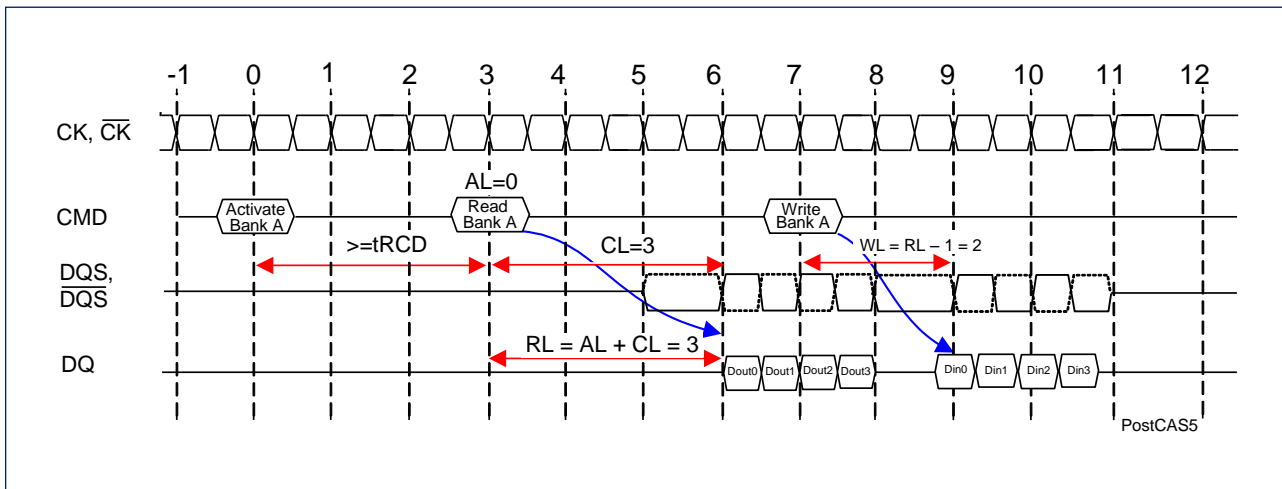 -1 0 1 2 3 4 5 6 7 8 9 10 11 12
CK, CK
AL=0
CMD
Activate
Bank A
Read
Bank A
Write
Bank A
>=tRCD
CL=3
WL = RL – 1 = 2
DQS,
DQS
RL = AL + CL = 3
DQ
Dout0 Dout1 Dout2 Dout3
Din0 Din1 Din2 Din3
PostCAS5